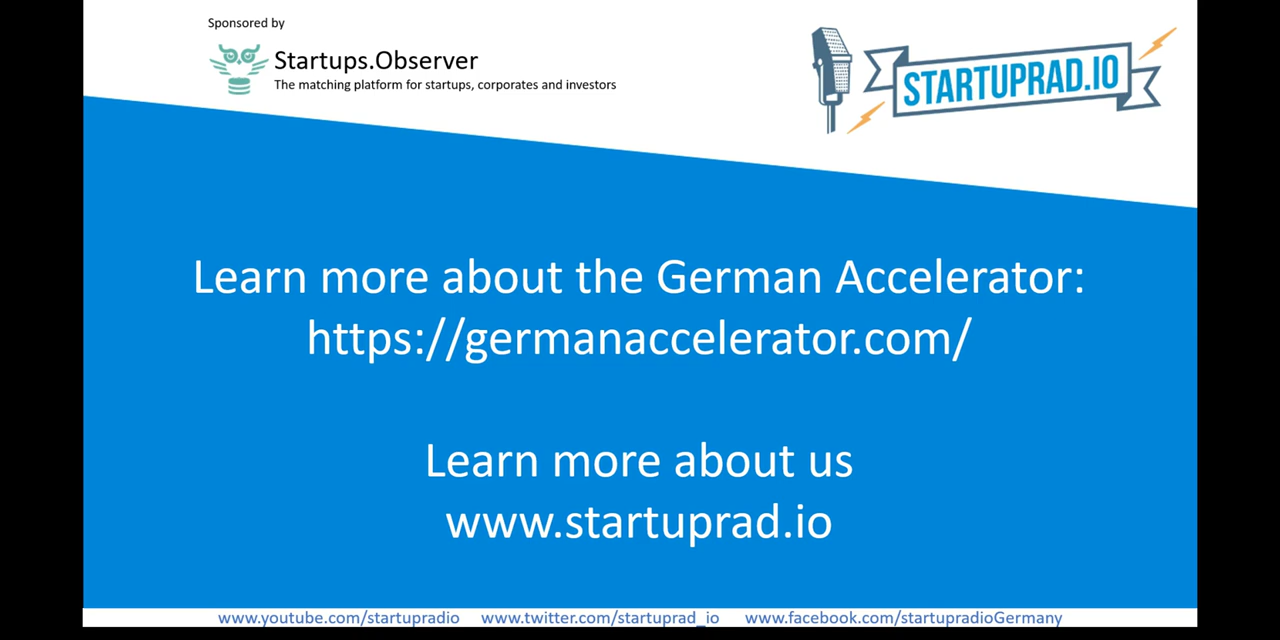 Sponsored by
Startups.Observer
The matching platform for startups, corporates and investors
STARTUPRAD.IO
Learn more about the German Accelerator:
https://germanaccelerator.com/
Learn more about us
www.startuprad.io
www.youtube.com/startupradio www.twitter.com/startuprad_io www.facebook.com/startupradioGermany